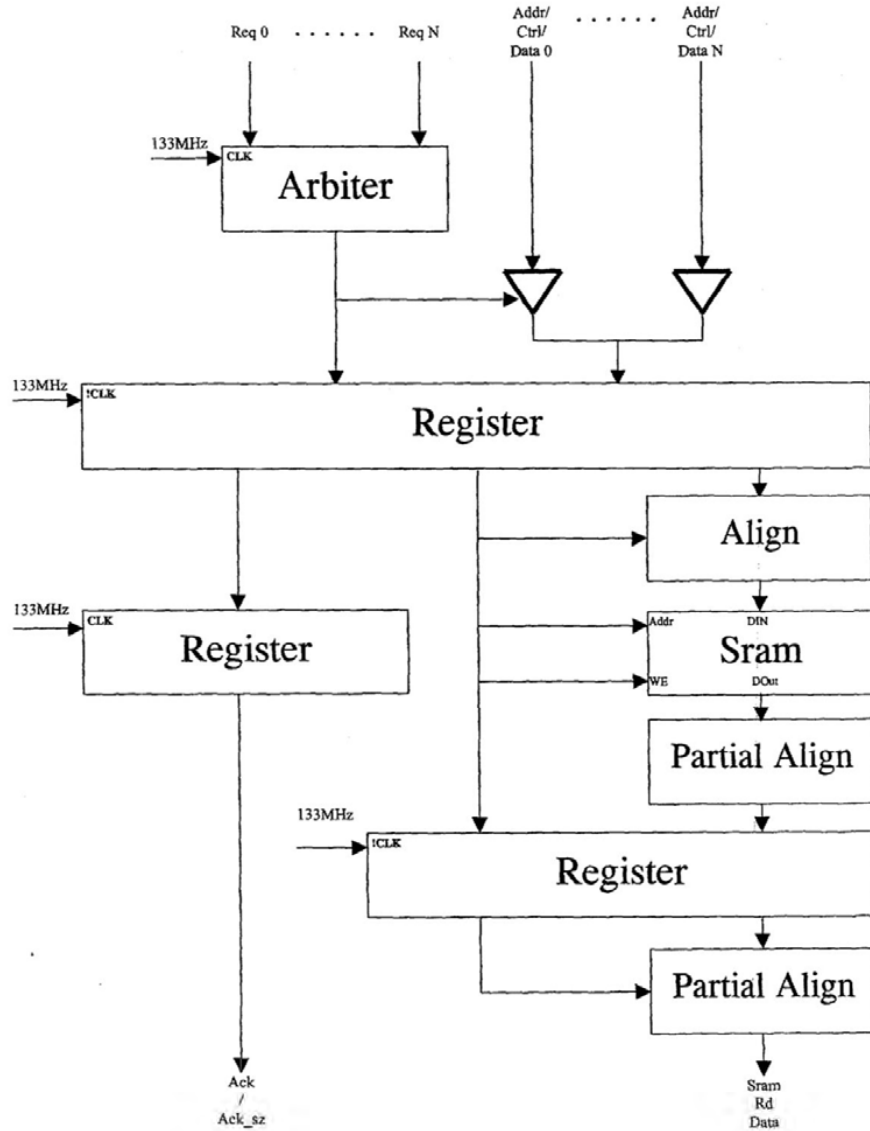 Req 0 . . . . . . Req N
Addr/
Ctrl/
Data 0
. . . . . .
Addr/
Ctrl/
Data N
133MHz
CLK
Arbiter
133MHz
!CLK
Register
Align
133MHz
CLK
Register
Addr DIN
Sram
WE DOut
Partial Align
133MHz
!CLK
Register
Partial Align
Ack
/
Ack_sz
Sram
Rd
Data